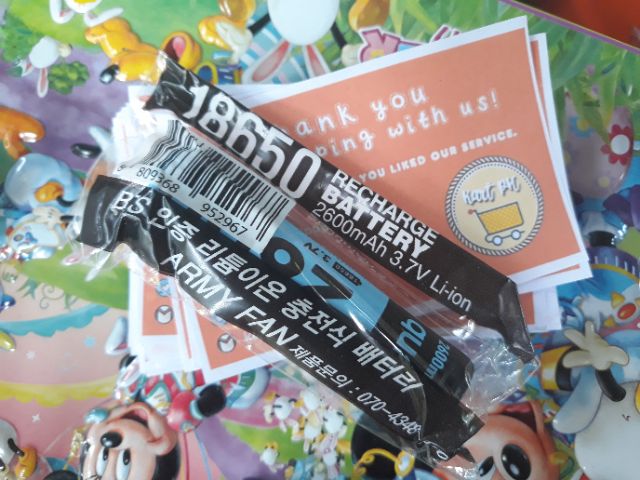 18650
RECHARGE
BATTERY
2600mAh 3.7V Li-ion
809368 952967
BS 인증 리튬이온 충전식 배터리
ARMY FAN 제품문의 : 070-4348
3.7V
ank you
ping with us!
YOU LIKED OUR SERVICE.